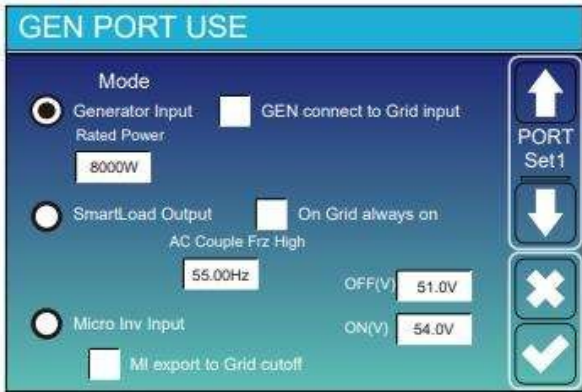 GEN PORT USE
Mode
Generator Input
GEN connect to Grid input
Rated Power
8000W
PORT
Set1
SmartLoad Output
On Grid always on
AC Couple Frz High
55.00Hz
OFF(V)
51.0V
Micro Inv Input
ON(V)
54.0V
MI export to Grid cutoff